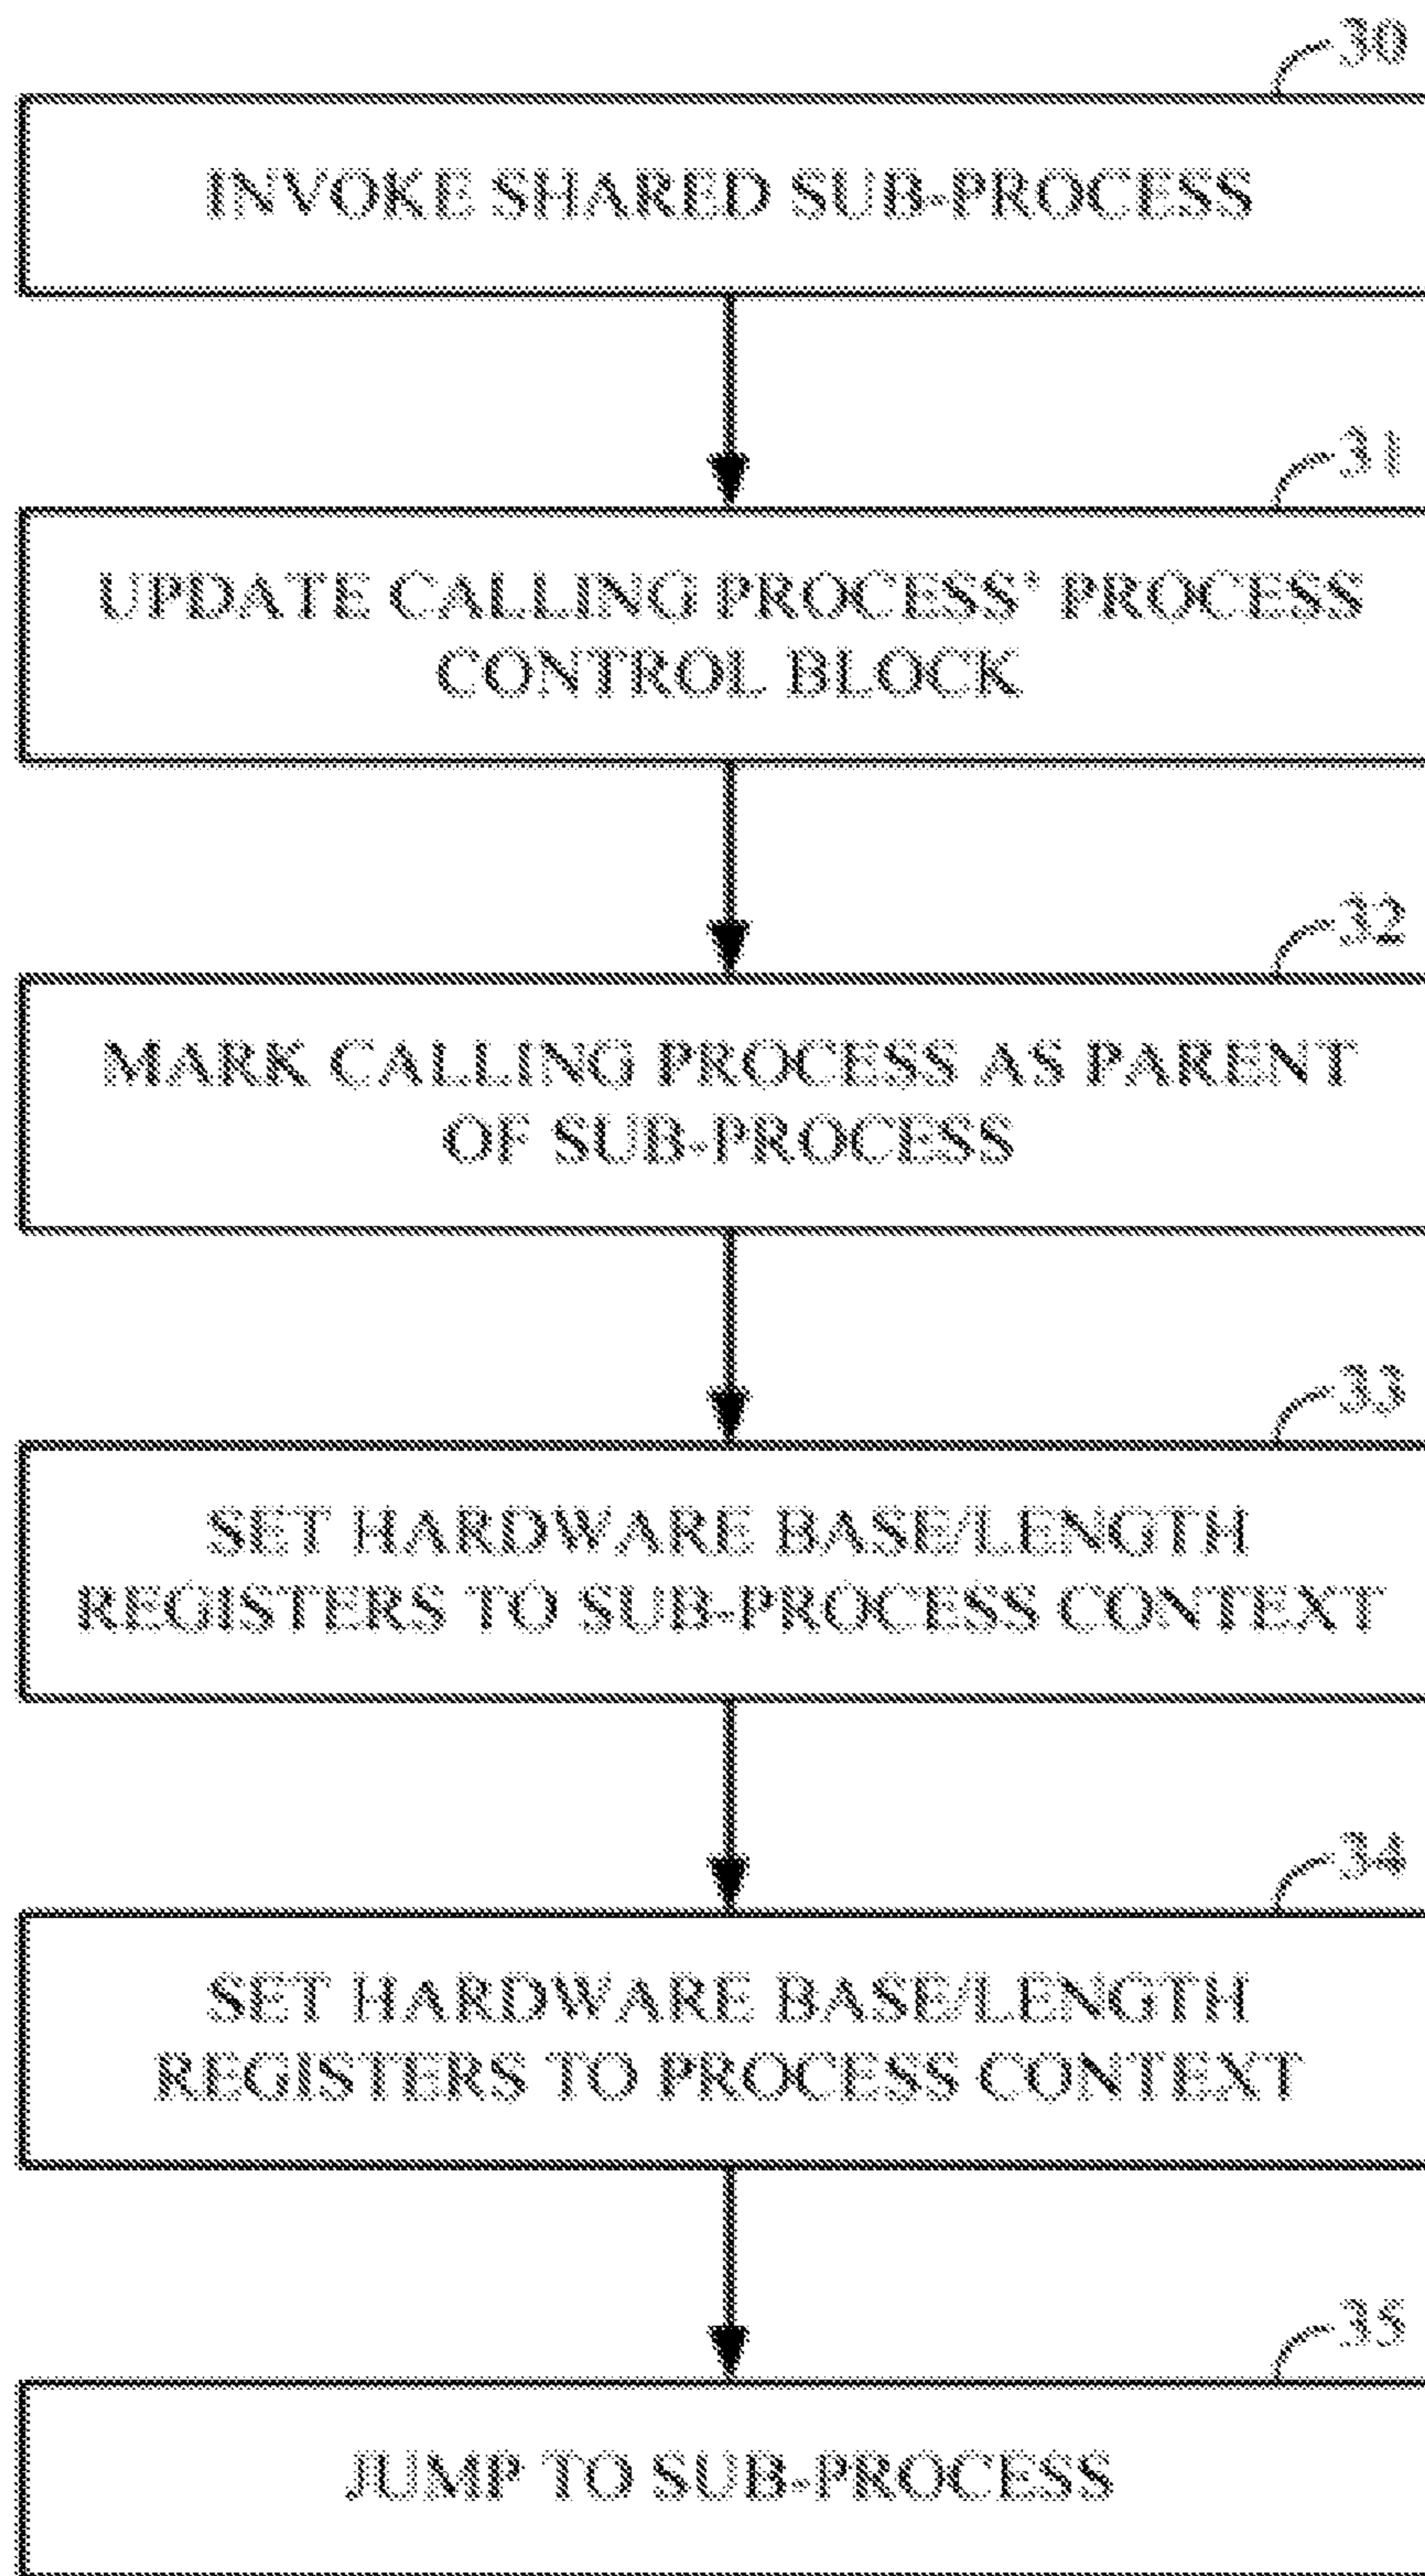 30
INVOKE SHARED SUB-PROCESS
31
UPDATE CALLING PROCESS' PROCESS
CONTROL BLOCK
32
MARK CALLING PROCESS AS PARENT
OF SUB-PROCESS
33
SET HARDWARE BASE/LENGTH
REGISTERS TO SUB-PROCESS CONTEXT
34
SET HARDWARE BASE/LENGTH
REGISTERS TO PROCESS CONTEXT
35
JUMP TO SUB-PROCESS